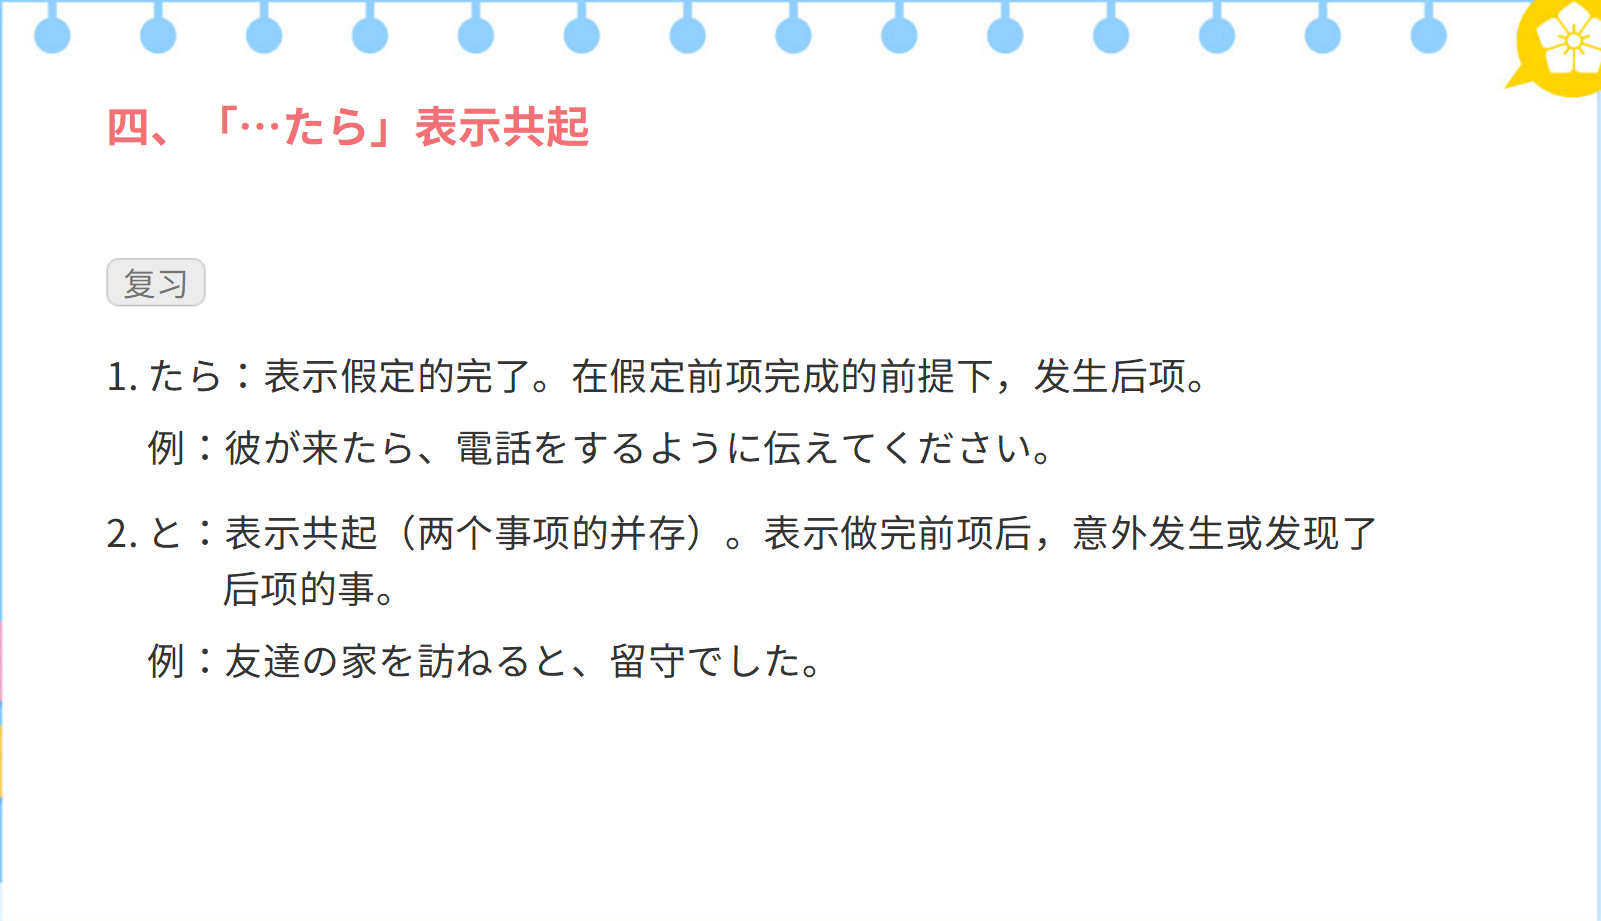 四、「…たら」表示共起
复习
1. たら：表示假定的完了。在假定前项完成的前提下，发生后项。
例：彼が来たら、電話をするように伝えてください。
2. と：表示共起（两个事项的并存）。表示做完前项后，意外发生或发现了
后项的事。
例：友達の家を訪ねると、留守でした。